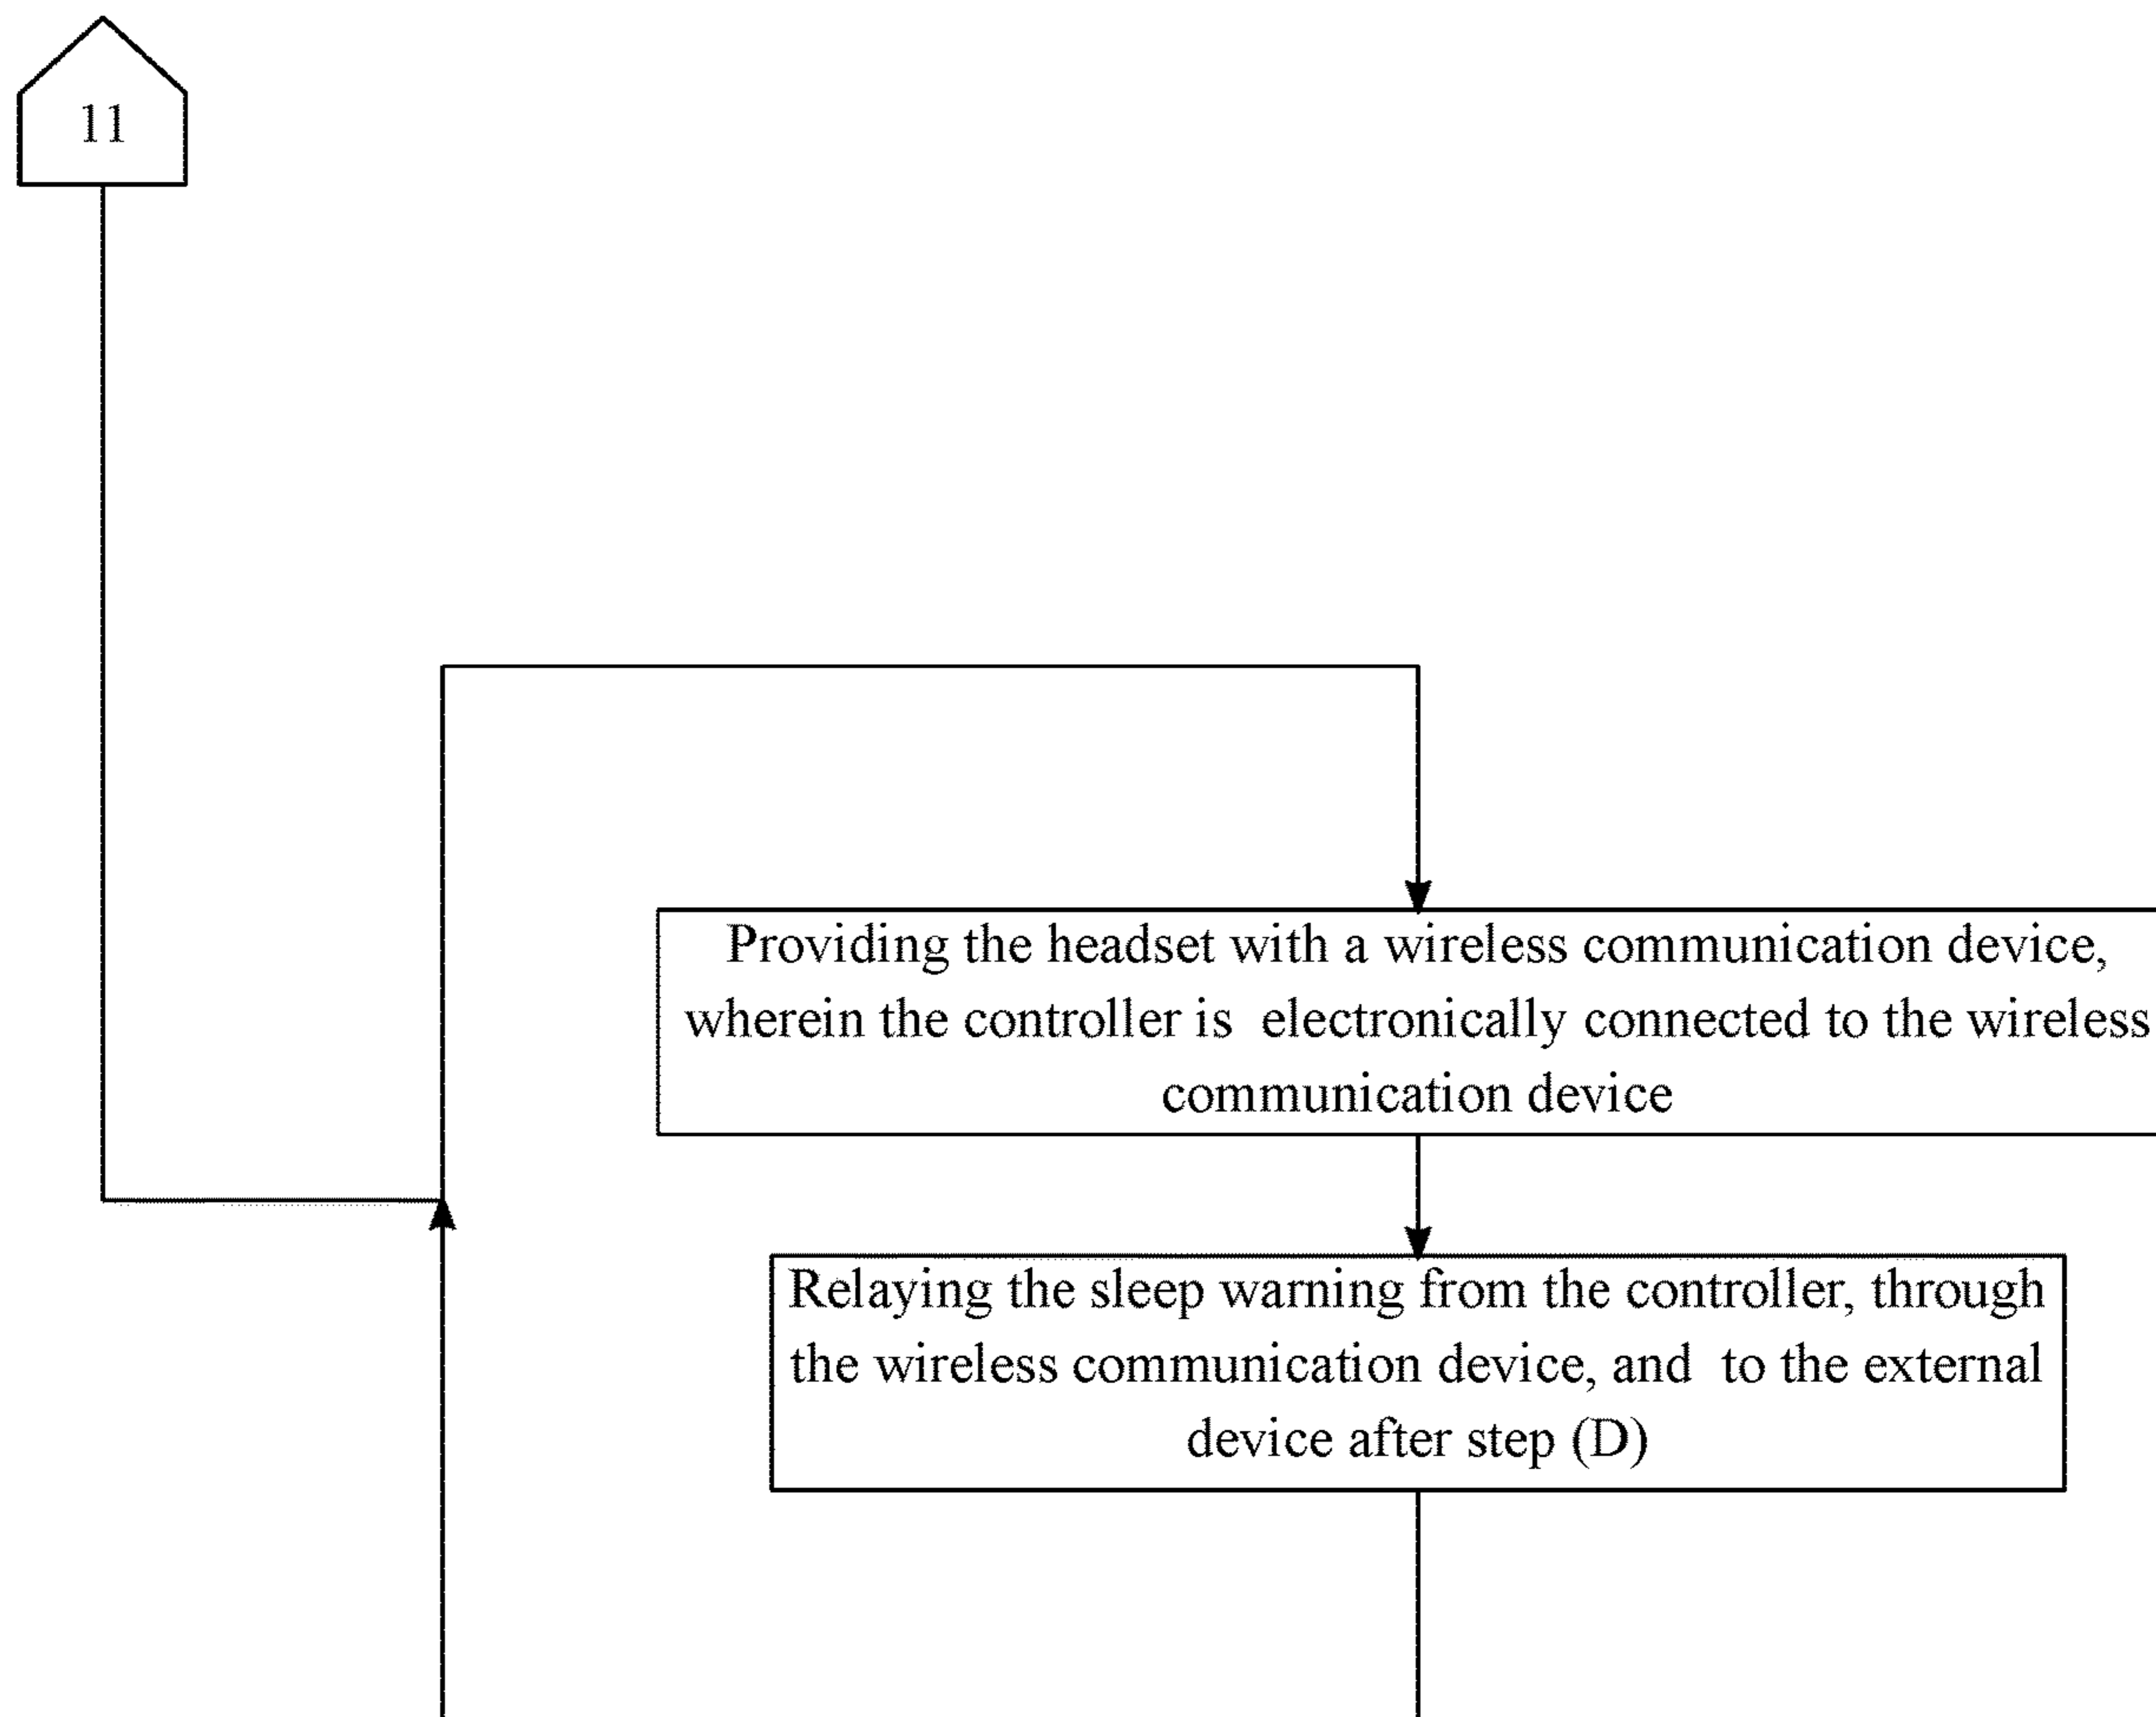 11
Providing the headset with a wireless communication device,
wherein the controller is electronically connected to the wireless
communication device
Relaying the sleep warning from the controller, through
the wireless communication device, and to the external
device after step (D)